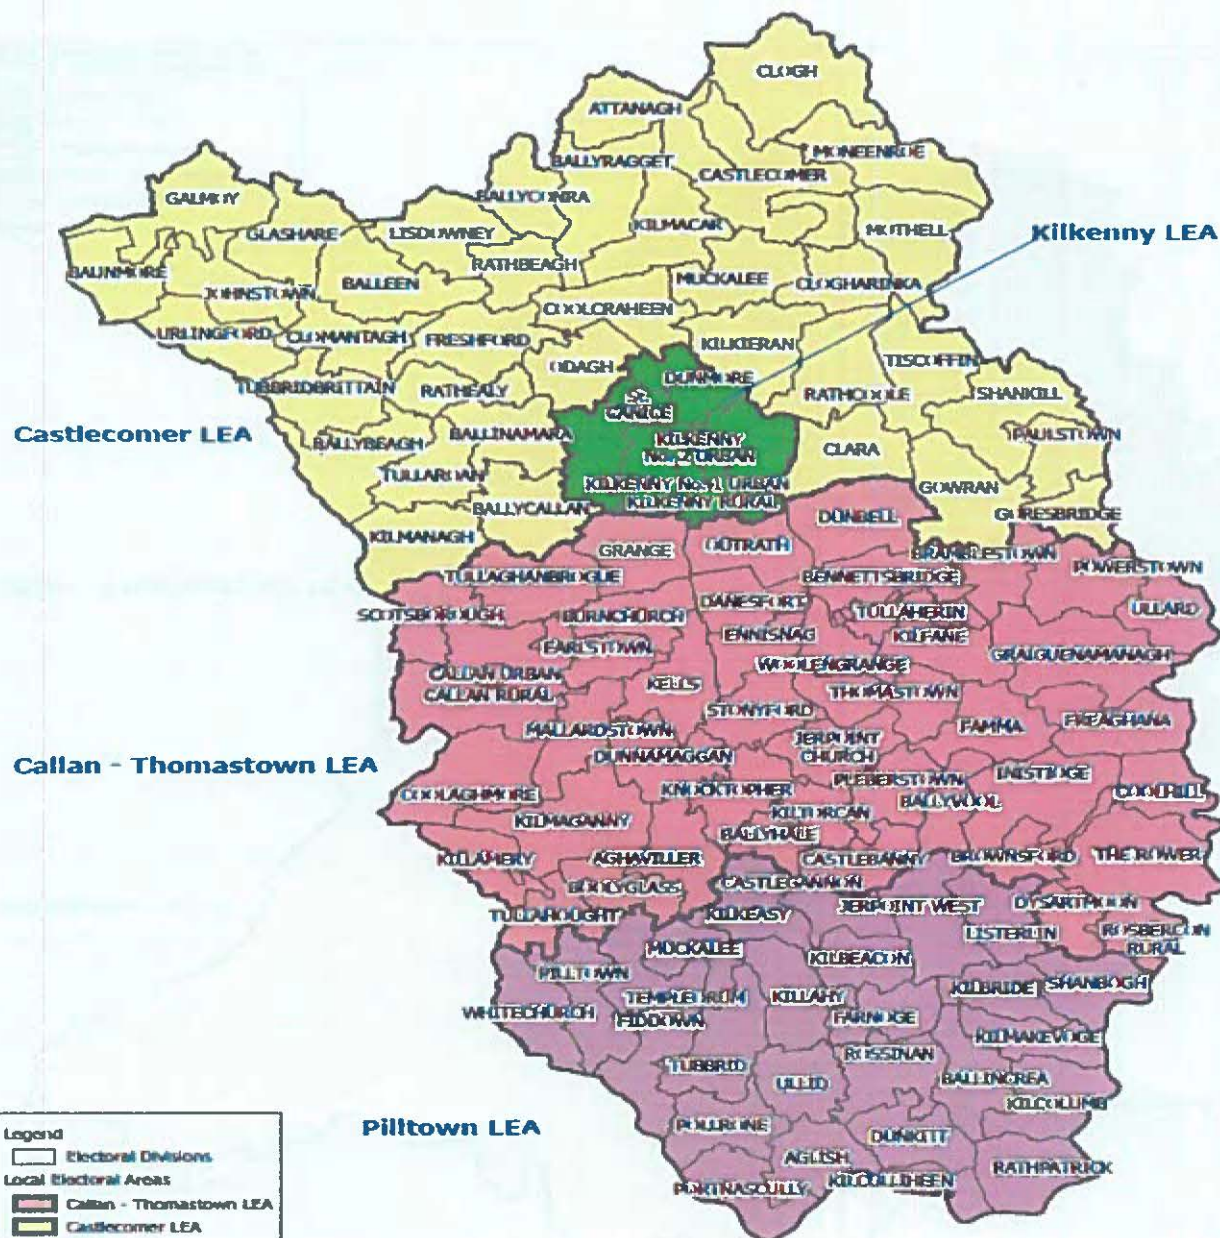 CLOGH
ATTANAGH
MONEENROE
BALLYRAGGET
CASTLECOMER
GALMOY
BALLYCONRA
GLASHARE
LISDOWNEY
KILMACAR
MOTHELL
Kilkenny LEA
BAUNMORE
RATHBEAGH
MUCKALEE
CLOGHARINKA
JOHNSTOWN
BALLEEN
COOLCRAHEEN
URLINGFORD
CLOMANTAGH
FRESHFORD
KILKIERAN
TISCOFFIN
ODAGH
DUNMORE
TUBBRIDBRITTAIN
RATHEALY
St.
CANICE
RATHCOOLE
SHANKILL
Castlecomer LEA
BALLYBEAGH
BALLINAMARA
KILKENNY
No. 2 URBAN
CLARA
PAULSTOWN
TULLAROAN
KILKENNY No. 1 URBAN
GOWRAN
BALLYCALLAN
KILKENNY RURAL
GORESBRIDGE
KILMANAGH
DUNBELL
GRANGE
OUTRATH
BRAMBLESTOWN
POWERSTOWN
TULLAGHANBROGUE
BENNETTSBRIDGE
SCOTSBOROUGH
BURNCHURCH
DANESFORT
TULLAHERIN
ULLARD
EARLSTOWN
ENNISNAG
KILFANE
GRAIGUENAMANAGH
CALLAN URBAN
CALLAN RURAL
KELLS
WOOLENGRANGE
THOMASTOWN
STONYFORD
FAMMA
FREAGHANA
MALLARDSTOWN
JERPOINT
CHURCH
DUNNAMAGGAN
Callan - Thomastown LEA
PLEBERSTOWN
INISTIOGE
COOLAGHMORE
KNOCKTOPHER
BALLYWOOL
COOLHILL
KILMAGANNY
KILTORCAN
BALLYHALE
KILLAMERY
AGHAVILLER
CASTLEBANNY
BROWNSFORD
THE ROWER
BOOLYGLASS
CASTLEGANNON
TULLAROUGHT
KILKEASY
JERPOINT WEST
DYSARTMOON
LISTERLIN
ROSBERCON
RURAL
MUCKALEE
KILBEACON
PILLTOWN
TEMPLEORUM
KILLAHY
KILBRIDE
SHANBOGH
WHITECHURCH
FIDDOWN
FARNOGE
KILMAKEVOGE
ROSSINAN
TUBBRID
ULLID
BALLINCREA
KILCOLUMB
Pilltown LEA
POLLRONE
DUNKITT
AGLISH
RATHPATRICK
PORTNASCULLY
KILCULLIHEEN
Legend
Electoral Divisions
Local Electoral Areas
Callan - Thomastown LEA
Castlecomer LEA